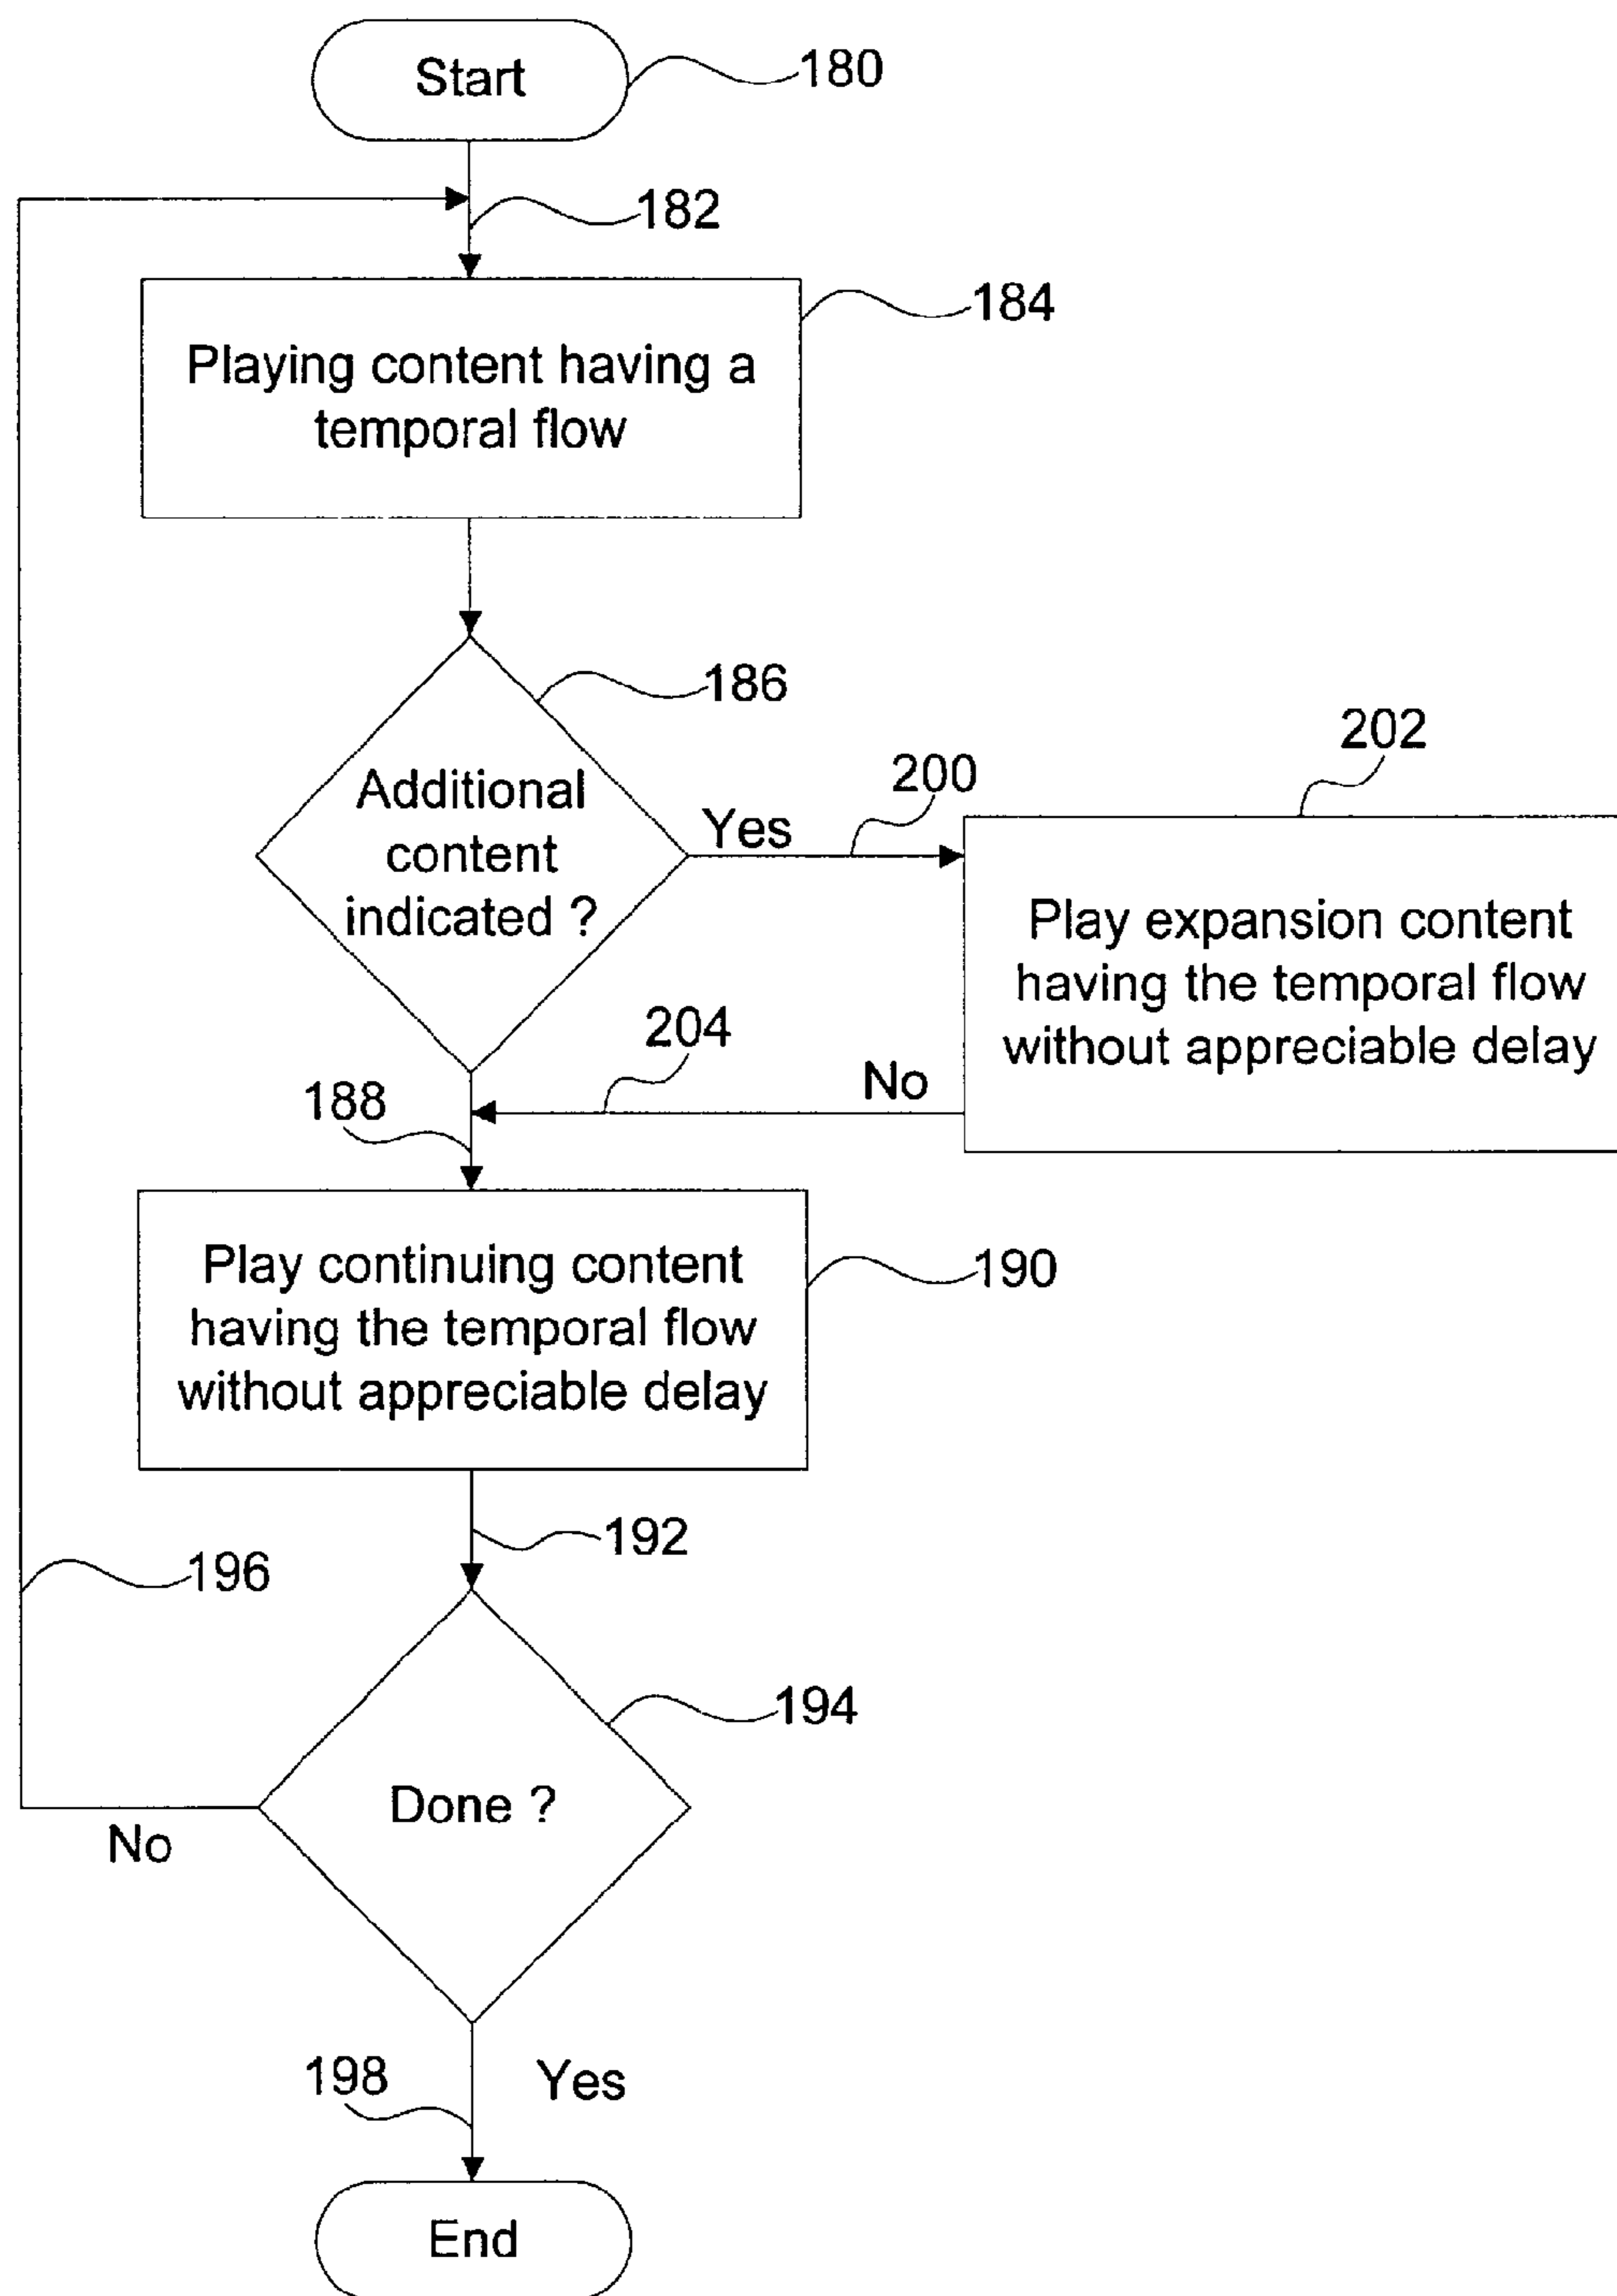 Start
180
182
184
Playing content having a
temporal flow
186
Additional
content
indicated ?
Yes
200
202
Play expansion content
having the temporal flow
without appreciable delay
204
No
188
Play continuing content
having the temporal flow
without appreciable delay
190
192
196
194
Done ?
No
198
Yes
End